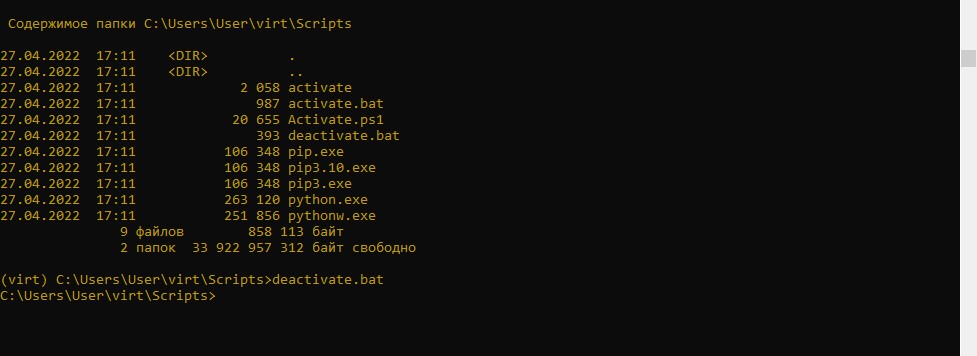 Содержимое папки C:\Users\User\virt\Scripts
27.04.2022  17:11    <DIR>          .
27.04.2022  17:11    <DIR>          ..
27.04.2022  17:11             2 058 activate
27.04.2022  17:11               987 activate.bat
27.04.2022  17:11            20 655 Activate.ps1
27.04.2022  17:11               393 deactivate.bat
27.04.2022  17:11           106 348 pip.exe
27.04.2022  17:11           106 348 pip3.10.exe
27.04.2022  17:11           106 348 pip3.exe
27.04.2022  17:11           263 120 python.exe
27.04.2022  17:11           251 856 pythonw.exe
               9 файлов        858 113 байт
               2 папок  33 922 957 312 байт свободно
(virt) C:\Users\User\virt\Scripts>deactivate.bat
C:\Users\User\virt\Scripts>